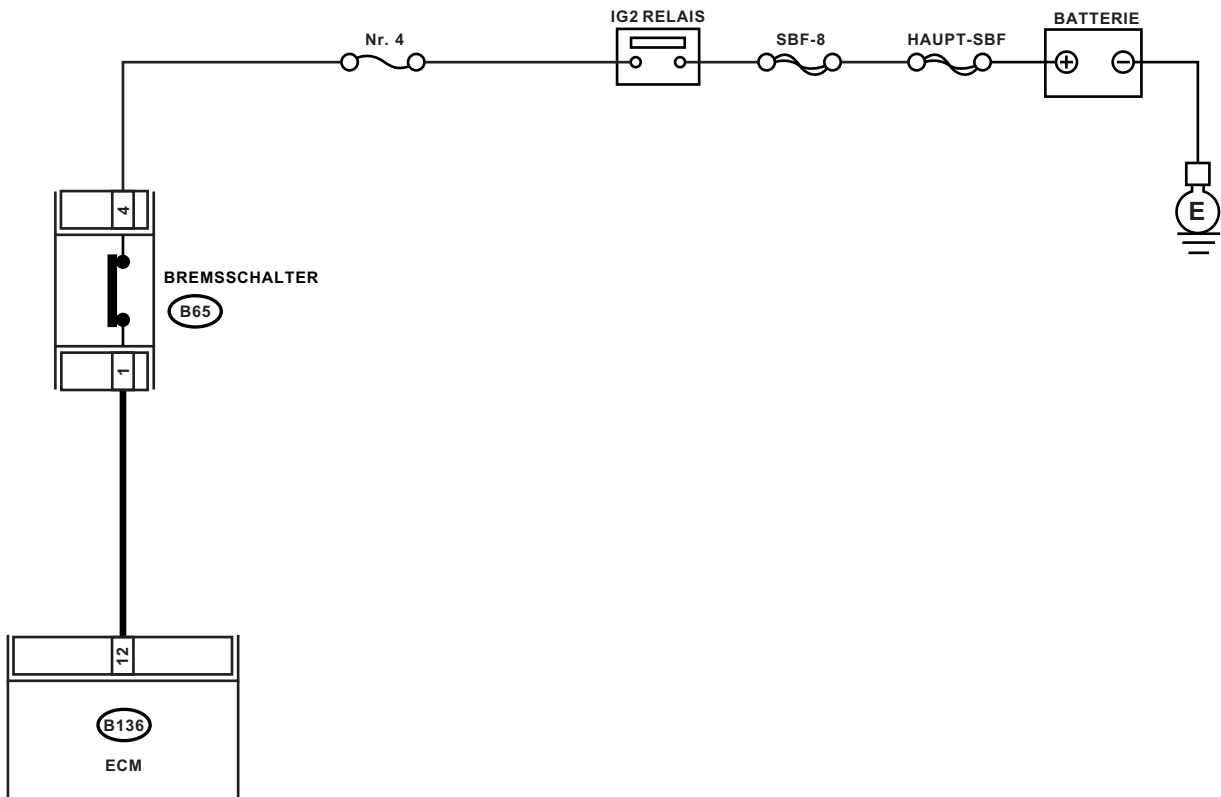 IG2 RELAIS
BATTERIE
Nr. 4
SBF-8
HAUPT-SBF
+
−
E
4
BREMSSCHALTER
B65
1
12
B136
ECM